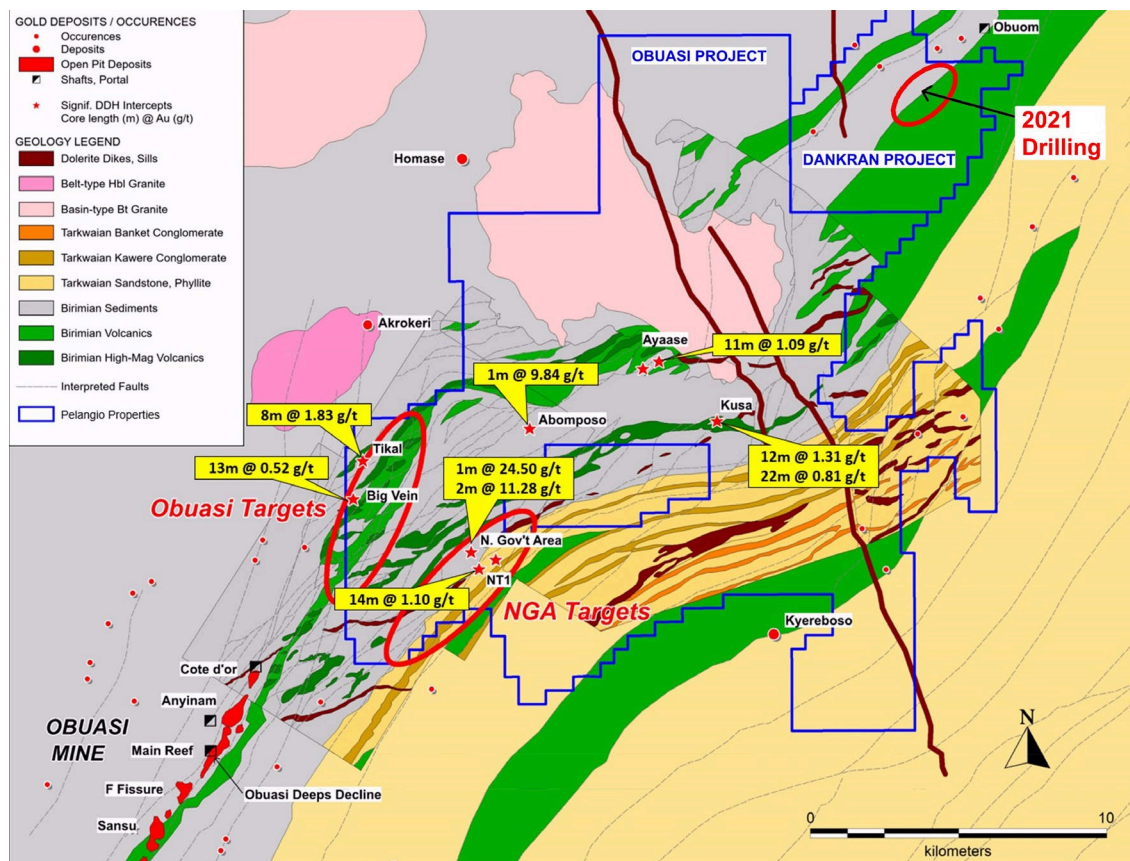 GOLD DEPOSITS / OCCURENCES
Occurences
Deposits
Open Pit Deposits
Shafts, Portal
Signif. DDH Intercepts
Core length (m) @ Au (g/t)
GEOLOGY LEGEND
Dolerite Dikes, Sills
Belt-type Hbl Granite
Basin-type Bt Granite
Tarkwaian Banket Conglomerate
Tarkwaian Kawere Conglomerate
Tarkwaian Sandstone, Phyllite
Birimian Sediments
Birimian Volcanics
Birimian High-Mag Volcanics
Interpreted Faults
Pelangio Properties
Obuom
OBUASI PROJECT
2021
Drilling
Homase
DANKRAN PROJECT
Akrokeri
Ayaase
11m @ 1.09 g/t
1m @ 9.84 g/t
Abomposo
Kusa
8m @ 1.83 g/t
Tikal
12m @ 1.31 g/t
22m @ 0.81 g/t
13m @ 0.52 g/t
1m @ 24.50 g/t
2m @ 11.28 g/t
Big Vein
Obuasi Targets
N. Gov't Area
NT1
14m @ 1.10 g/t
NGA Targets
Kyereboso
Cote d'or
Anyinam
OBUASI
MINE
Main Reef
F Fissure
Obuasi Deeps Decline
Sansu
N
0
10
kilometers